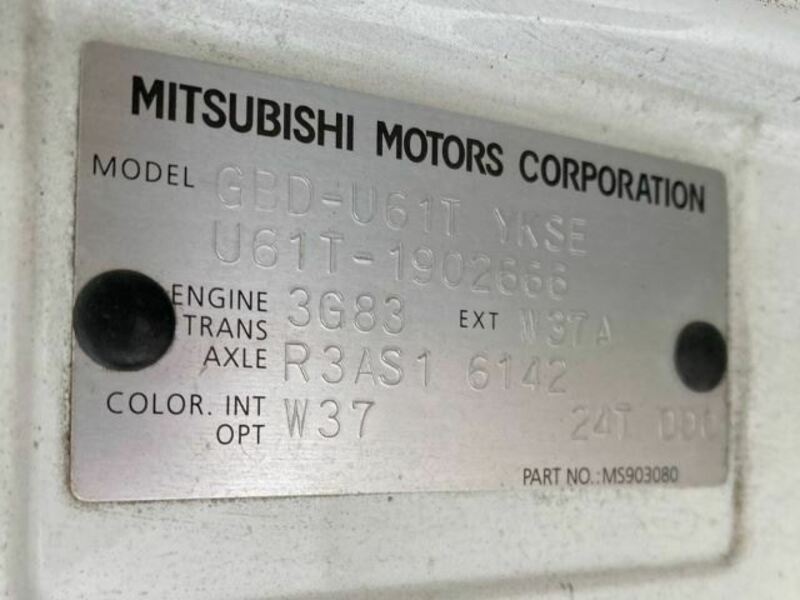 MITSUBISHI MOTORS CORPORATION
MODEL GBD-U61T YKSE
U61T-1902666
ENGINE 3G83 EXT W37A
TRANS
AXLE R3AS1 6142
COLOR. INT W37 24T
OPT
PART NO.:MS903080